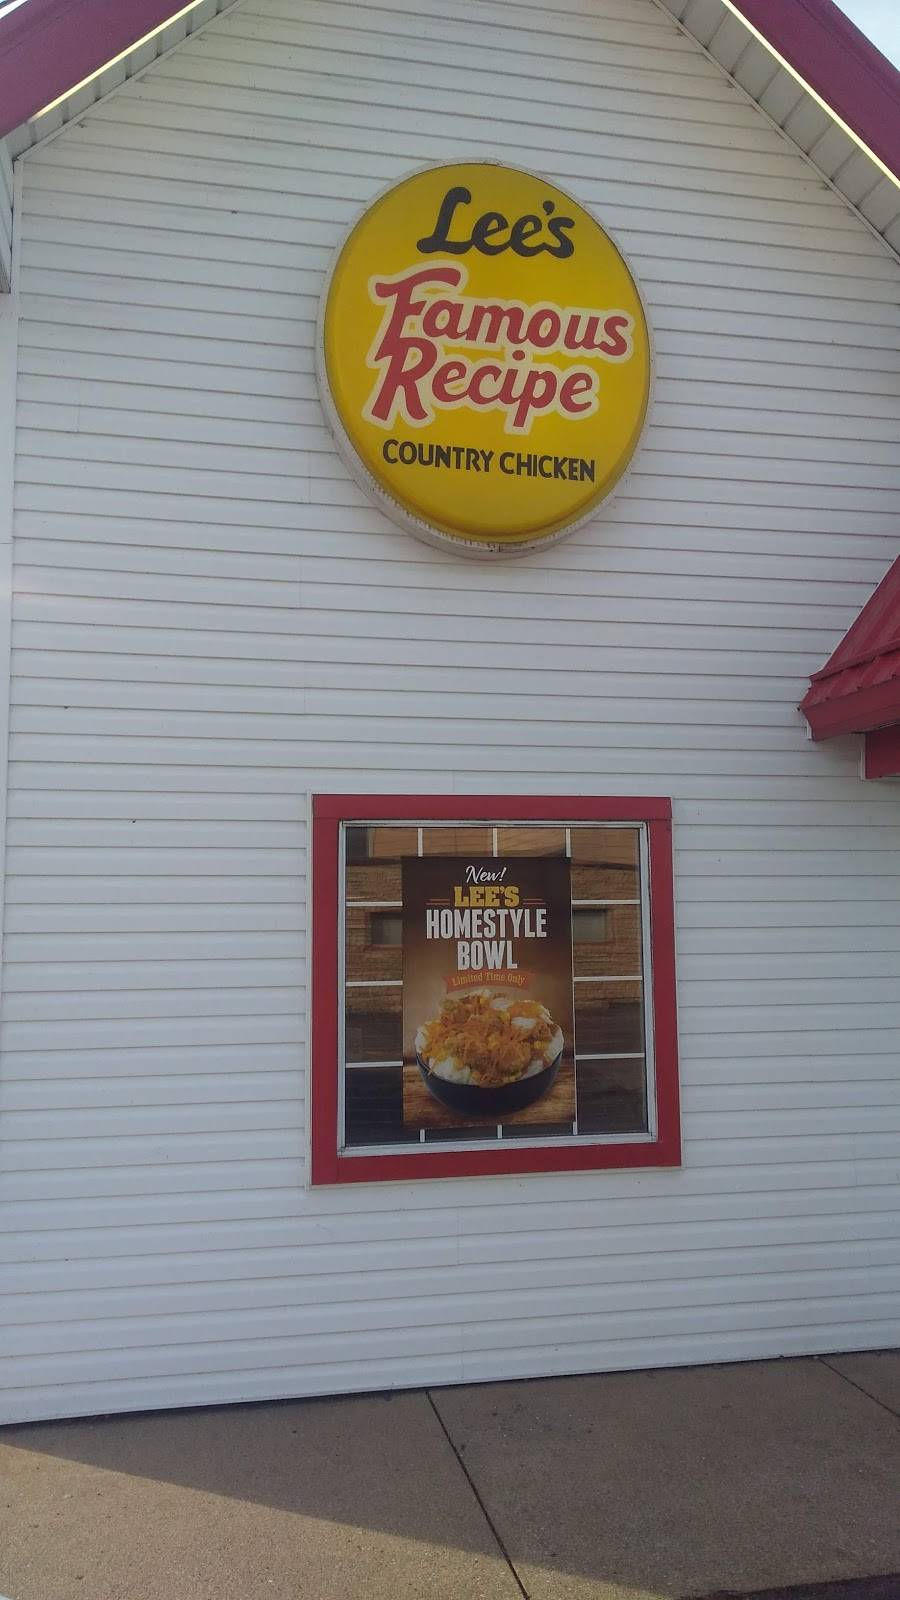 Lee's
Famous
Recipe
COUNTRY CHICKEN
New!
LEE'S
HOMESTYLE
BOWL
Limited Time Only